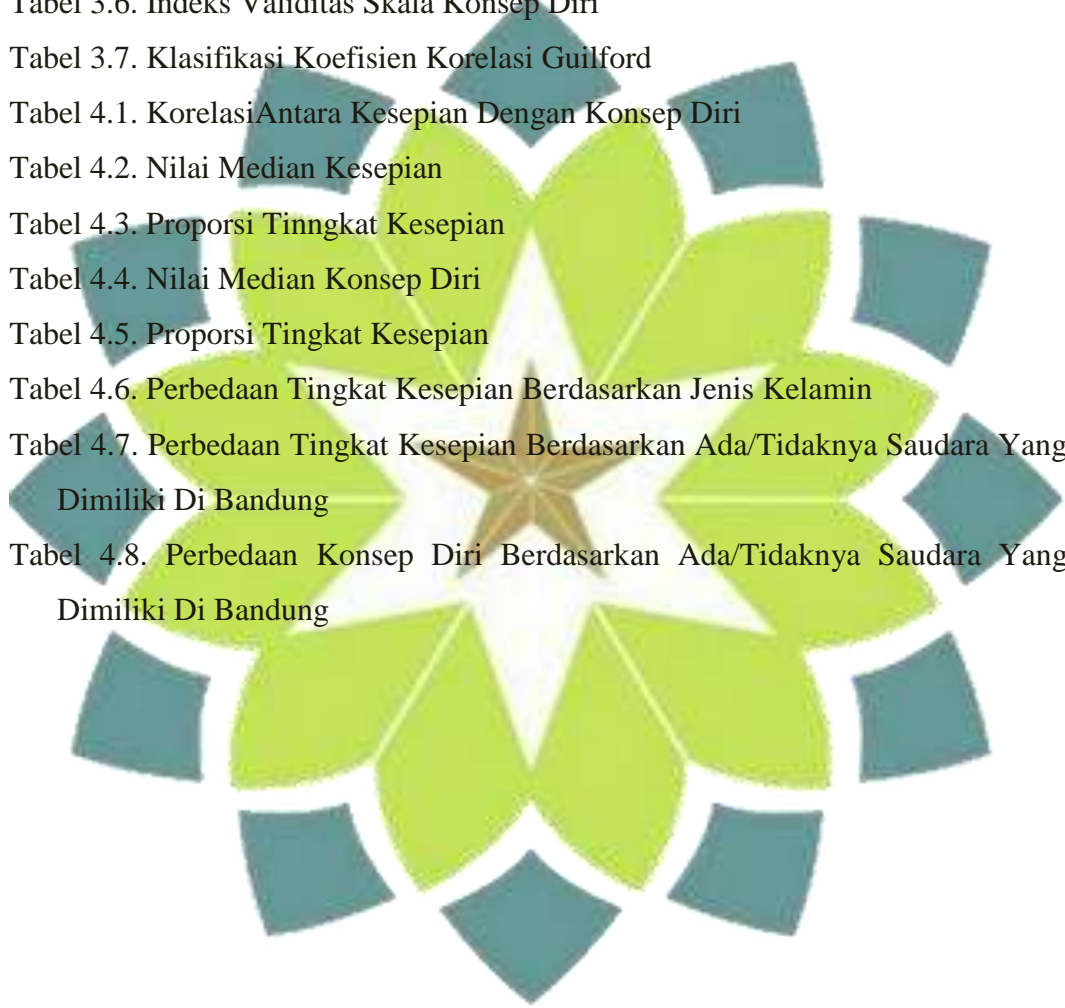 Tabel 3.6. Indeks Validitas Skala Konsep Diri
Tabel 3.7. Klasifikasi Koefisien Korelasi Guilford
Tabel 4.1. KorelasiAntara Kesepian Dengan Konsep Diri
Tabel 4.2. Nilai Median Kesepian
Tabel 4.3. Proporsi Tinngkat Kesepian
Tabel 4.4. Nilai Median Konsep Diri
Tabel 4.5. Proporsi Tingkat Kesepian
Tabel 4.6. Perbedaan Tingkat Kesepian Berdasarkan Jenis Kelamin
Tabel 4.7. Perbedaan Tingkat Kesepian Berdasarkan Ada/Tidaknya Saudara Yang
Dimiliki Di Bandung
Tabel 4.8. Perbedaan Konsep Diri Berdasarkan Ada/Tidaknya Saudara Yang
Dimiliki Di Bandung